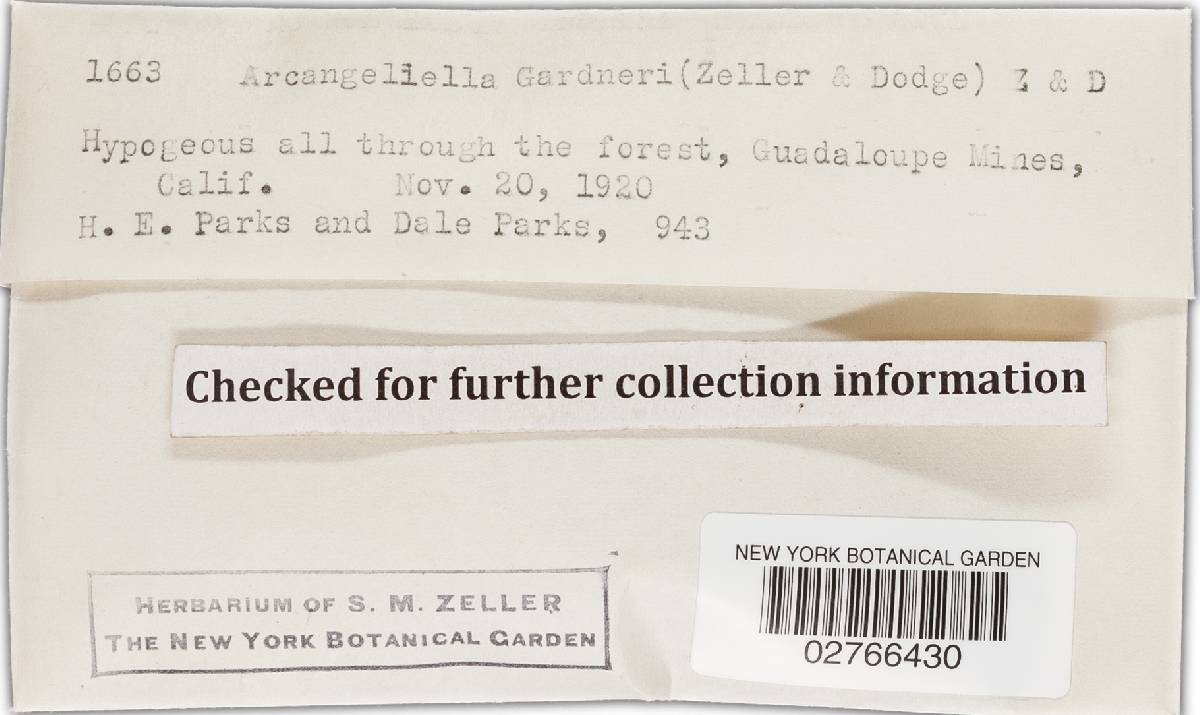 1663 Arcangeliella Gardneri (Zeller & Dodge) Z & D
Hypogeous all through the forest, Guadaloupe Mines,
Calif. Nov. 20, 1920
H. E. Parks and Dale Parks, 943
Checked for further collection information
HERBARIUM OF S. M. ZELLER
THE NEW YORK BOTANICAL GARDEN
NEW YORK BOTANICAL GARDEN
02766430